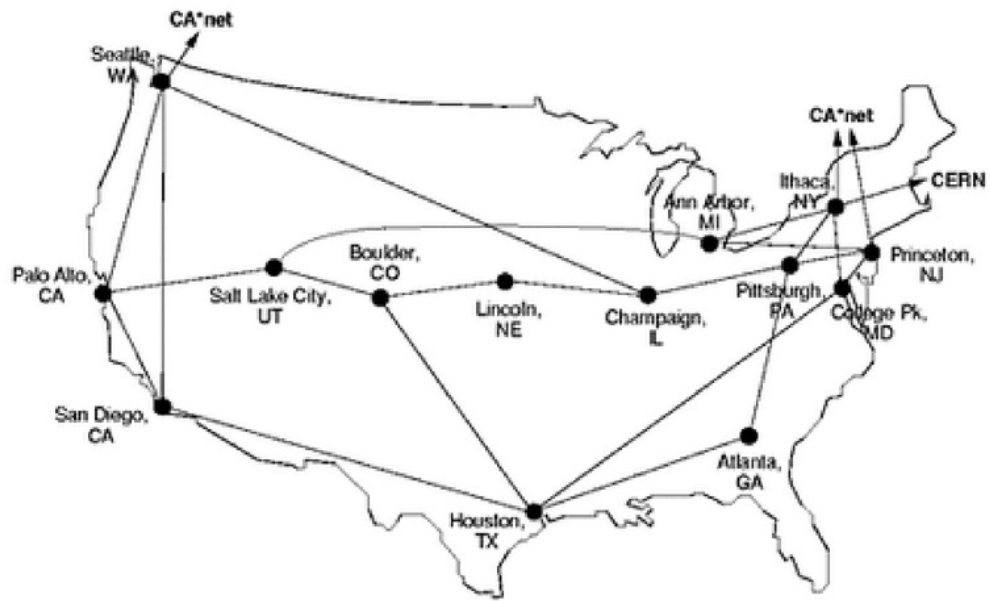 CA*net
Seattle,
WA
CA*net
Ithaca,
NY
CERN
Ann Arbor,
MI
Boulder,
CO
Palo Alto,
CA
Salt Lake City,
UT
Lincoln,
NE
Champaign,
IL
Pittsburgh,
PA
Princeton,
NJ
College Pk,
MD
San Diego,
CA
Atlanta,
GA
Houston,
TX